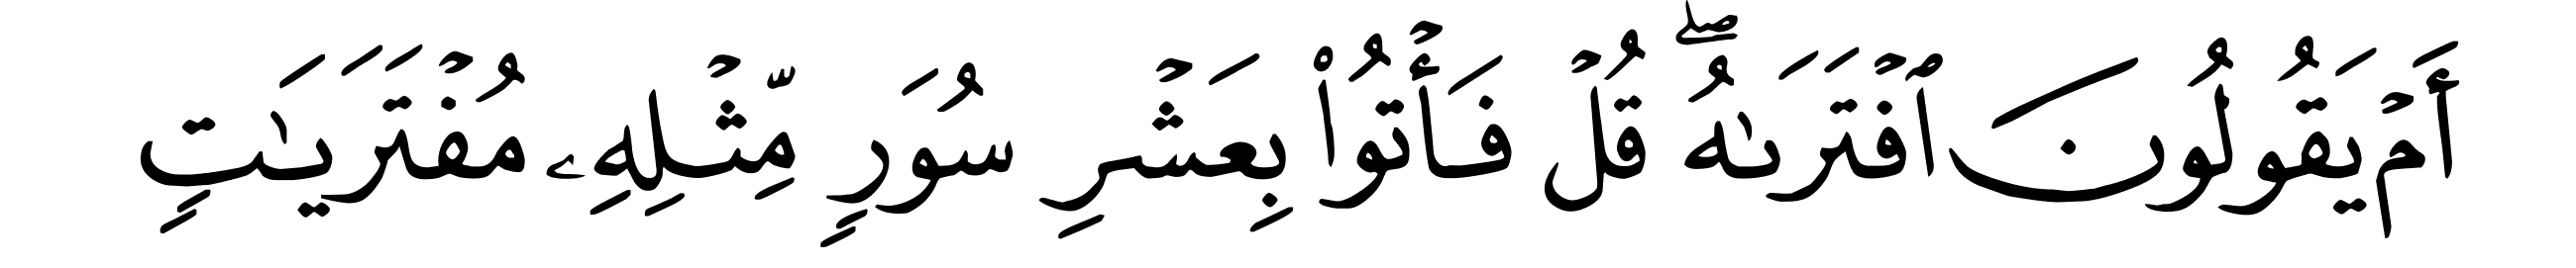 أَمۡ يَقُولُونَ ٱفۡتَرَىٰهُۖ قُلۡ فَأۡتُواْ بِعَشۡرِ سُوَرٖ مِّثۡلِهِۦ مُفۡتَرَيَٰتٖ